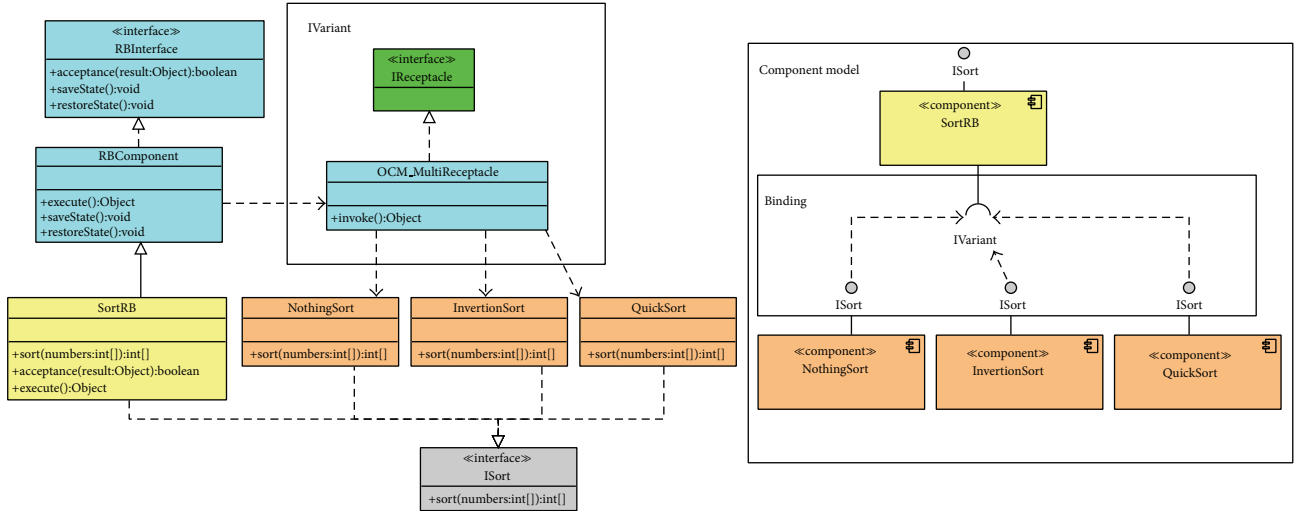 ≪interface≫
RBInterface
+acceptance(result:Object):boolean
+saveState():void
+restoreState():void
RBComponent
+execute():Object
+saveState():void
+restoreState():void
IVariant
≪interface≫
IReceptacle
OCM_MultiReceptacle
+invoke():Object
SortRB
+sort(numbers:int[]):int[]
+acceptance(result:Object):boolean
+execute():Object
NothingSort
+sort(numbers:int[]):int[]
InvertionSort
+sort(numbers:int[]):int[]
QuickSort
+sort(numbers:int[]):int[]
≪interface≫
ISort
+sort(numbers:int[]):int[]
Component model
ISort
≪component≫
SortRB
Binding
IVariant
ISort
ISort
ISort
≪component≫
NothingSort
≪component≫
InvertionSort
≪component≫
QuickSort